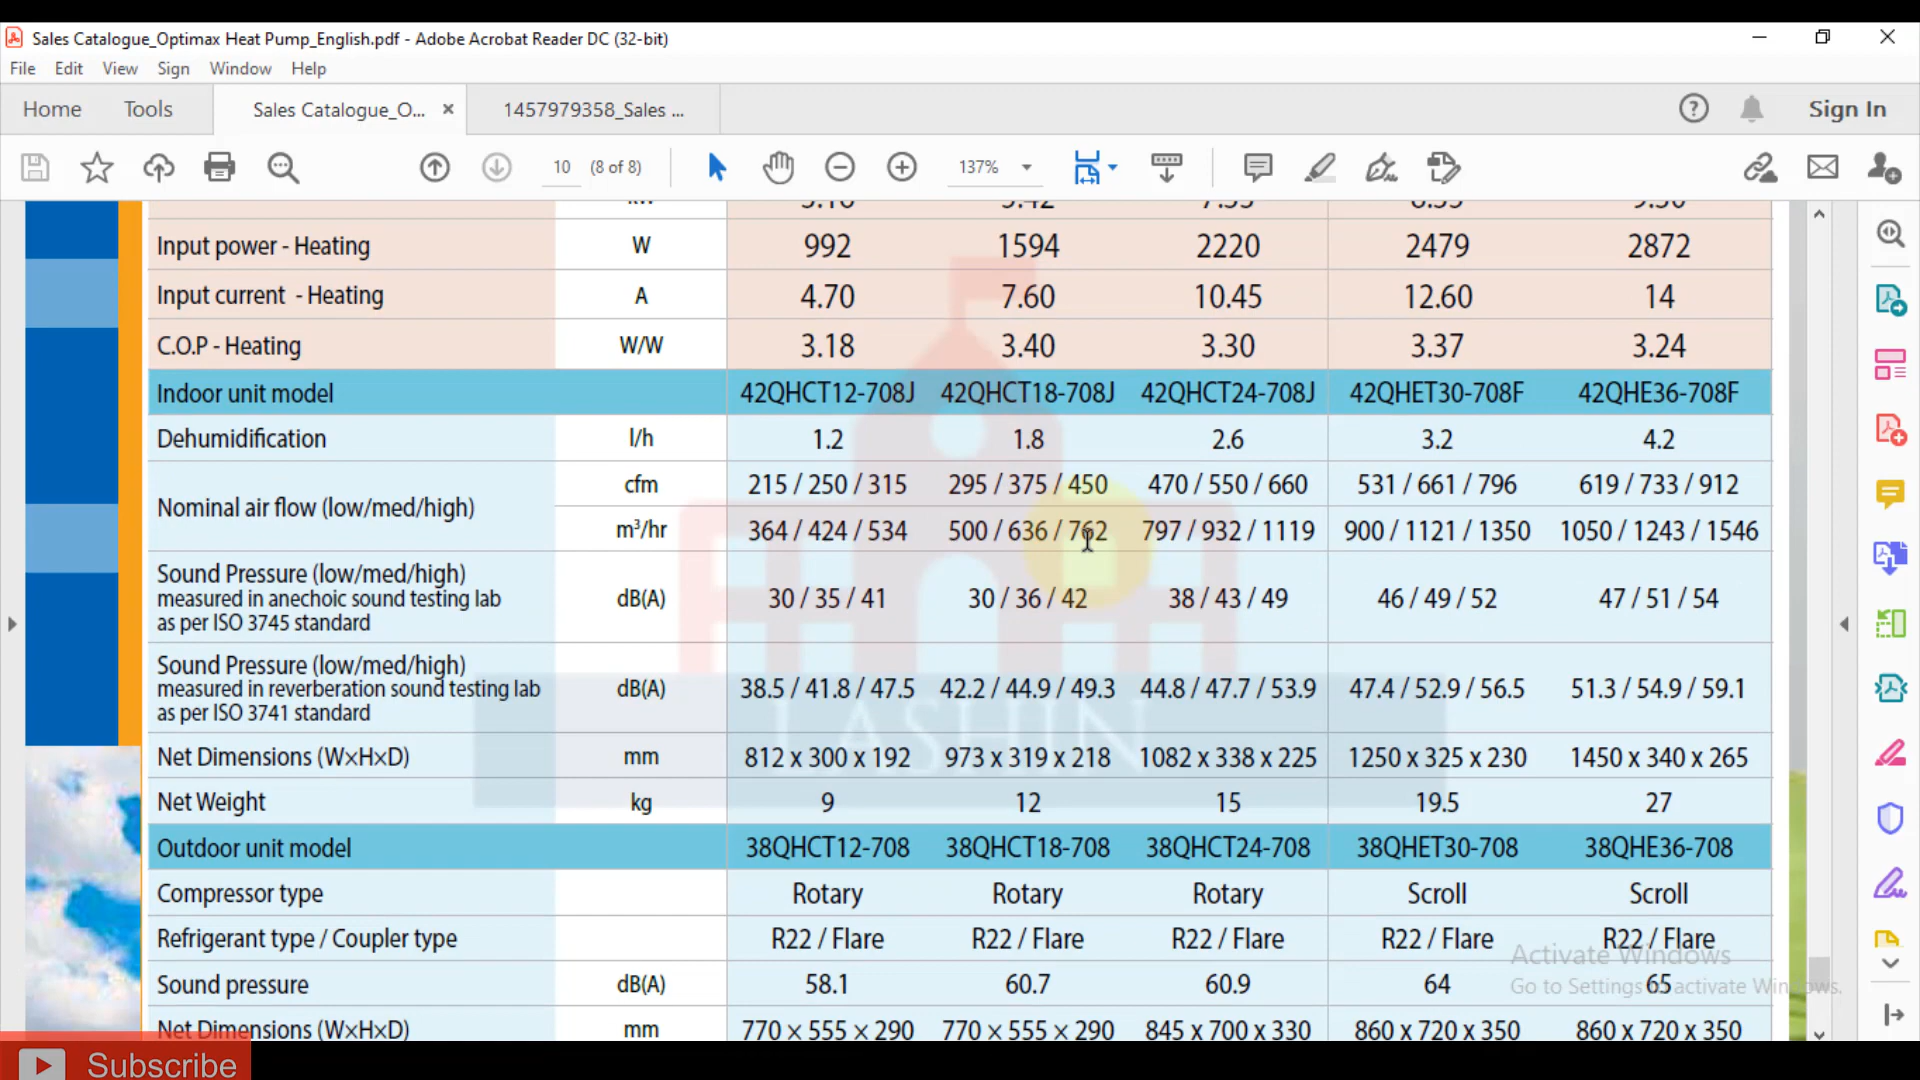 Sales Catalogue_Optimax Heat Pump_English.pdf - Adobe Acrobat Reader DC (32-bit)
File Edit View Sign Window Help
Home Tools Sales Catalogue_O... × 1457979358_Sales ... Sign In
10 (8 of 8) 137%
Input power - Heating W 992 1594 2220 2479 2872
Input current - Heating A 4.70 7.60 10.45 12.60 14
C.O.P - Heating W/W 3.18 3.40 3.30 3.37 3.24
Indoor unit model 42QHCT12-708J 42QHCT18-708J 42QHCT24-708J 42QHET30-708F 42QHE36-708F
Dehumidification l/h 1.2 1.8 2.6 3.2 4.2
Nominal air flow (low/med/high) cfm 215 / 250 / 315 295 / 375 / 450 470 / 550 / 660 531 / 661 / 796 619 / 733 / 912
m³/hr 364 / 424 / 534 500 / 636 / 762 797 / 932 / 1119 900 / 1121 / 1350 1050 / 1243 / 1546
Sound Pressure (low/med/high)
measured in anechoic sound testing lab dB(A) 30 / 35 / 41 30 / 36 / 42 38 / 43 / 49 46 / 49 / 52 47 / 51 / 54
as per ISO 3745 standard
Sound Pressure (low/med/high)
measured in reverberation sound testing lab dB(A) 38.5 / 41.8 / 47.5 42.2 / 44.9 / 49.3 44.8 / 47.7 / 53.9 47.4 / 52.9 / 56.5 51.3 / 54.9 / 59.1
as per ISO 3741 standard
LASHIN
Net Dimensions (W×H×D) mm 812 x 300 x 192 973 x 319 x 218 1082 x 338 x 225 1250 x 325 x 230 1450 x 340 x 265
Net Weight kg 9 12 15 19.5 27
Outdoor unit model 38QHCT12-708 38QHCT18-708 38QHCT24-708 38QHET30-708 38QHE36-708
Compressor type Rotary Rotary Rotary Scroll Scroll
Refrigerant type / Coupler type R22 / Flare R22 / Flare R22 / Flare R22 / Flare R22 / Flare
Activate Windows
Sound pressure dB(A) 58.1 60.7 60.9 64 65
Go to Settings to activate Windows.
Net Dimensions (W×H×D) mm 770 × 555 × 290 770 × 555 × 290 845 x 700 x 330 860 x 720 x 350 860 x 720 x 350
Subscribe